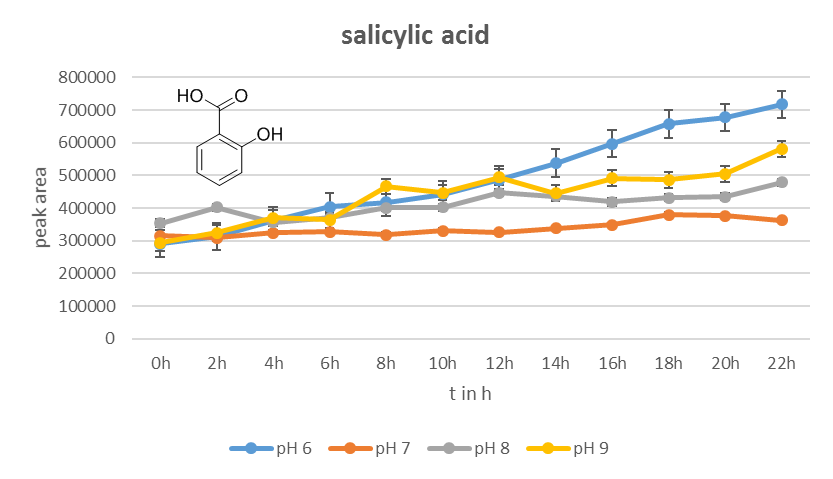 salicylic acid
800000
700000
600000
500000
400000
300000
200000
100000
0
peak area
HO
O
OH
0h 2h 4h 6h 8h 10h 12h 14h 16h 18h 20h 22h
t in h
pH 6 pH 7 pH 8 pH 9